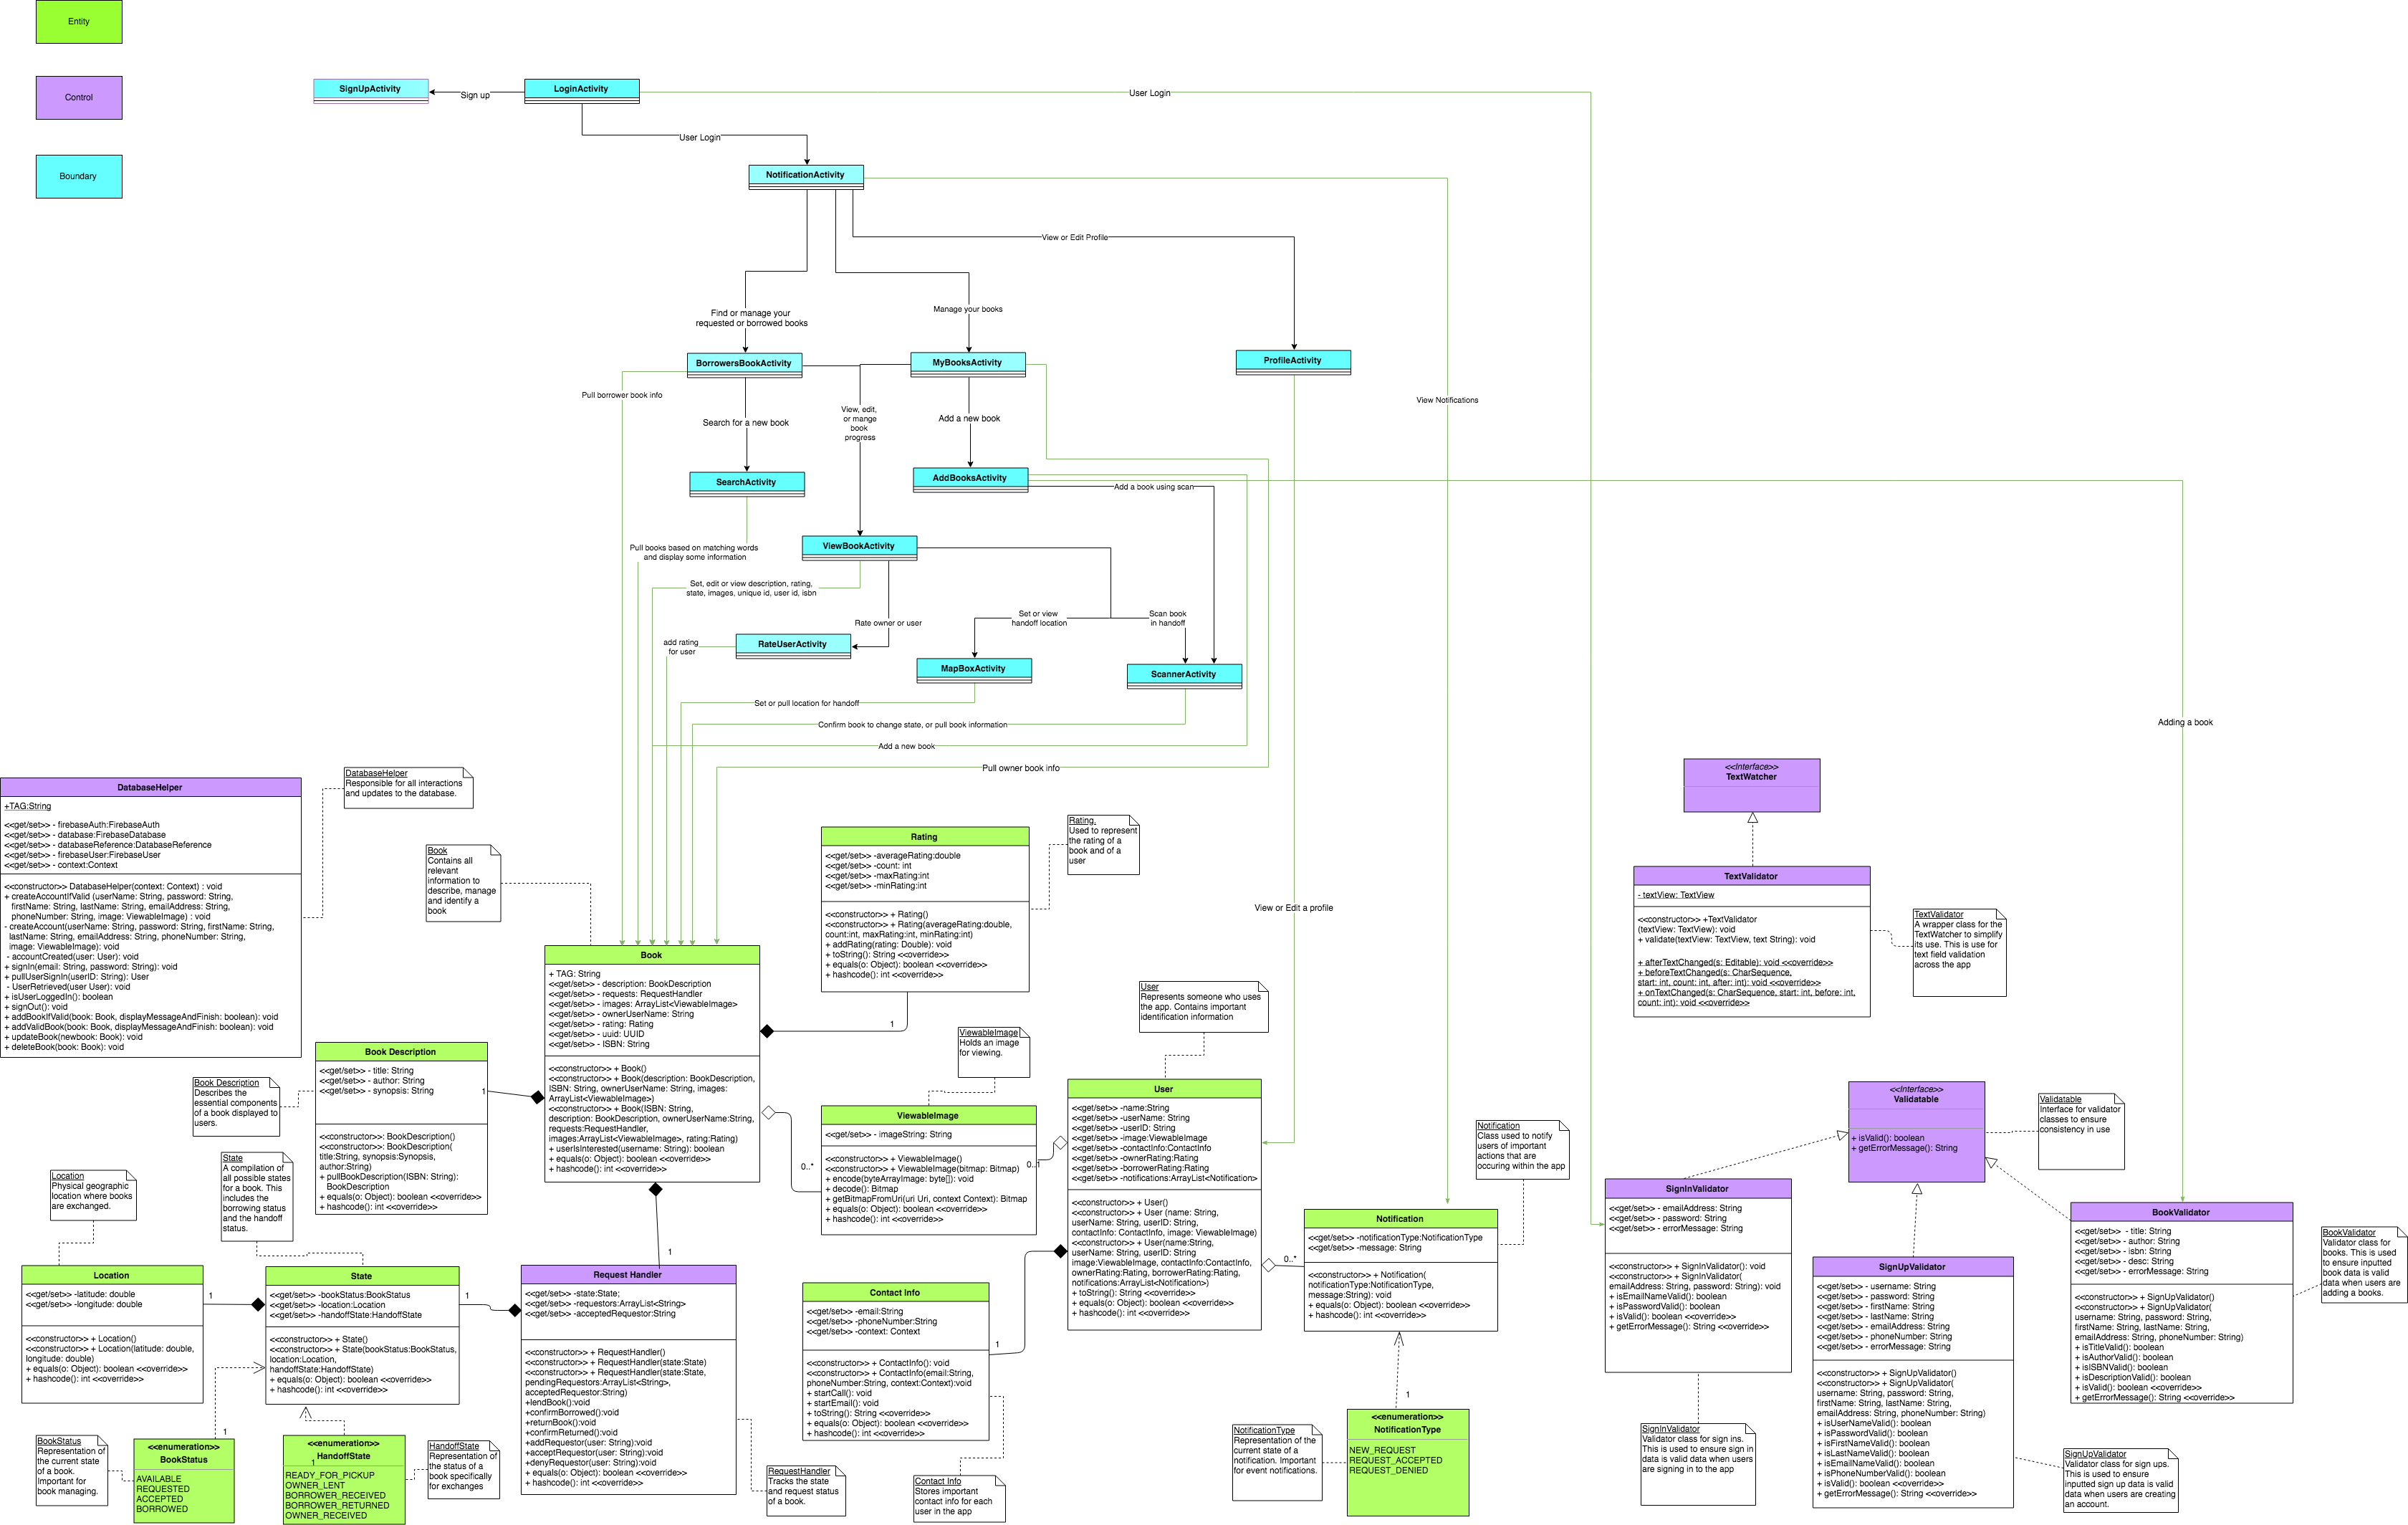 Entity
Control
Boundary
SignUpActivity
Sign up
LoginActivity
User Login
User Login
NotificationActivity
View or Edit Profile
Find or manage your
requested or borrowed books
Manage your books
BorrowersBookActivity
MyBooksActivity
ProfileActivity
Pull borrower book info
View Notifications
View, edit,
or mange
book
progress
Search for a new book
Add a new book
SearchActivity
AddBooksActivity
Add a book using scan
Pull books based on matching words
and display some information
ViewBookActivity
Set, edit or view description, rating,
state, images, unique id, user id, isbn
Set or view
handoff location
Scan book
in handoff
Rate owner or user
add rating
for user
RateUserActivity
MapBoxActivity
ScannerActivity
Set or pull location for handoff
Confirm book to change state, or pull book information
Add a new book
Pull owner book info
Adding a book
View or Edit a profile
DatabaseHelper
+TAG:String
<<get/set>> - firebaseAuth:FirebaseAuth
<<get/set>> - database:FirebaseDatabase
<<get/set>> - databaseReference:DatabaseReference
<<get/set>> - firebaseUser:FirebaseUser
<<get/set>> - context:Context
<<constructor>> DatabaseHelper(context: Context) : void
+ createAccountIfValid (userName: String, password: String,
firstName: String, lastName: String, emailAddress: String,
phoneNumber: String, image: ViewableImage) : void
- createAccount(userName: String, password: String, firstName: String,
lastName: String, emailAddress: String, phoneNumber: String,
image: ViewableImage): void
- accountCreated(user: User): void
+ signIn(email: String, password: String): void
+ pullUserSignIn(userID: String): User
- UserRetrieved(user User): void
+ isUserLoggedIn(): boolean
+ signOut(): void
+ addBookIfValid(book: Book, displayMessageAndFinish: boolean): void
+ addValidBook(book: Book, displayMessageAndFinish: boolean): void
+ updateBook(newbook: Book): void
+ deleteBook(book: Book): void
DatabaseHelper
Responsible for all interactions
and updates to the database.
Book
Contains all
relevant
information to
describe, manage
and identify a
book
Book
+ TAG: String
<<get/set>> - description: BookDescription
<<get/set>> - requests: RequestHandler
<<get/set>> - images: ArrayList<ViewableImage>
<<get/set>> - ownerUserName: String
<<get/set>> - rating: Rating
<<get/set>> - uuid: UUID
<<get/set>> - ISBN: String
<<constructor>> + Book()
<<constructor>> + Book(description: BookDescription,
ISBN: String, ownerUserName: String, images:
ArrayList<ViewableImage>)
<<constructor>> + Book(ISBN: String,
description: BookDescription, ownerUserName:String,
requests:RequestHandler,
images:ArrayList<ViewableImage>, rating:Rating)
+ userIsInterested(username: String): boolean
+ equals(o: Object): boolean <<override>>
+ hashcode(): int <<override>>
Rating
<<get/set>> -averageRating:double
<<get/set>> -count: int
<<get/set>> -maxRating:int
<<get/set>> -minRating:int
<<constructor>> + Rating()
<<constructor>> + Rating(averageRating:double,
count:int, maxRating:int, minRating:int)
+ addRating(rating: Double): void
+ toString(): String <<override>>
+ equals(o: Object): boolean <<override>>
+ hashcode(): int <<override>>
1
Rating.
Used to represent
the rating of a
book and of a
user
Book Description
<<get/set>> - title: String
<<get/set>> - author: String
<<get/set>> - synopsis: String
<<constructor>>: BookDescription()
<<constructor>>: BookDescription(
title:String, synopsis:Synopsis,
author:String)
+ pullBookDescription(ISBN: String):
BookDescription
+ equals(o: Object): boolean <<override>>
+ hashcode(): int <<override>>
1
Book Description
Describes the
essential components
of a book displayed to
users.
ViewableImage
Holds an image
for viewing.
ViewableImage
<<get/set>> - imageString: String
<<constructor>> + ViewableImage()
<<constructor>> + ViewableImage(bitmap: Bitmap)
+ encode(byteArrayImage: byte[]): void
+ decode(): Bitmap
+ getBitmapFromUri(uri Uri, context Context): Bitmap
+ equals(o: Object): boolean <<override>>
+ hashcode(): int <<override>>
0..*
0..1
User
Represents someone who uses
the app. Contains important
identification information
User
<<get/set>> -name:String
<<get/set>> -userName: String
<<get/set>> -userID: String
<<get/set>> -image:ViewableImage
<<get/set>> -contactInfo:ContactInfo
<<get/set>> -ownerRating:Rating
<<get/set>> -borrowerRating:Rating
<<get/set>> -notifications:ArrayList<Notification>
<<constructor>> + User()
<<constructor>> + User (name: String,
userName: String, userID: String,
contactInfo: ContactInfo, image: ViewableImage)
<<constructor>> + User(name:String,
userName: String, userID: String
image:ViewableImage, contactInfo:ContactInfo,
ownerRating:Rating, borrowerRating:Rating,
notifications:ArrayList<Notification>)
+ toString(): String <<override>>
+ equals(o: Object): boolean <<override>>
+ hashcode(): int <<override>>
Location
Physical geographic
location where books
are exchanged.
State
A compilation of
all possible states
for a book. This
includes the
borrowing status
and the handoff
status.
Location
<<get/set>> -latitude: double
<<get/set>> -longitude: double
<<constructor>> + Location()
<<constructor>> + Location(latitude: double,
longitude: double)
+ equals(o: Object): boolean <<override>>
+ hashcode(): int <<override>>
1
State
<<get/set>> -bookStatus:BookStatus
<<get/set>> -location:Location
<<get/set>> -handoffState:HandoffState
<<constructor>> + State()
<<constructor>> + State(bookStatus:BookStatus,
location:Location,
handoffState:HandoffState)
+ equals(o: Object): boolean <<override>>
+ hashcode(): int <<override>>
1
1
Request Handler
<<get/set>> -state:State;
<<get/set>> -requestors:ArrayList<String>
<<get/set>> -acceptedRequestor:String
<<constructor>> + RequestHandler()
<<constructor>> + RequestHandler(state:State)
<<constructor>> + RequestHandler(state:State,
pendingRequestors:ArrayList<String>,
acceptedRequestor:String)
+lendBook():void
+confirmBorrowed():void
+returnBook():void
+confirmReturned():void
+addRequestor(user: String):void
+acceptRequestor(user: String):void
+denyRequestor(user: String):void
+ equals(o: Object): boolean <<override>>
+ hashcode(): int <<override>>
RequestHandler
Tracks the state
and request status
of a book.
Contact Info
<<get/set>> -email:String
<<get/set>> -phoneNumber:String
<<get/set>> -context: Context
<<constructor>> + ContactInfo(): void
<<constructor>> + ContactInfo(email:String,
phoneNumber:String, context:Context):void
+ startCall(): void
+ startEmail(): void
+ toString(): String <<override>>
+ equals(o: Object): boolean <<override>>
+ hashcode(): int <<override>>
1
Contact Info
Stores important
contact info for each
user in the app
BookStatus
Representation of
the current state
of a book.
Important for
book managing.
1
<<enumeration>>
BookStatus
AVAILABLE
REQUESTED
ACCEPTED
BORROWED
<<enumeration>>
HandoffState
1
READY_FOR_PICKUP
OWNER_LENT
BORROWER_RECEIVED
BORROWER_RETURNED
OWNER_RECEIVED
HandoffState
Representation of
the status of a
book specifically
for exchanges
Notification
Class used to notify
users of important
actions that are
occuring within the app
Notification
<<get/set>> -notificationType:NotificationType
<<get/set>> -message: String
<<constructor>> + Notification(
notificationType:NotificationType,
message:String): void
+ equals(o: Object): boolean <<override>>
+ hashcode(): int <<override>>
0..*
1
NotificationType
Representation of the
current state of a
notification. Important
for event notifications.
<<enumeration>>
NotificationType
NEW_REQUEST
REQUEST_ACCEPTED
REQUEST_DENIED
<<Interface>>
TextWatcher
TextValidator
- textView: TextView
<<constructor>> +TextValidator
(textView: TextView): void
+ validate(textView: TextView, text String): void
+ afterTextChanged(s: Editable): void <<override>>
+ beforeTextChanged(s: CharSequence,
start: int, count: int, after: int): void <<override>>
+ onTextChanged(s: CharSequence, start: int, before: int,
count: int): void <<override>>
TextValidator
A wrapper class for the
TextWatcher to simplify
its use. This is use for
text field validation
across the app
<<Interface>>
Validatable
+ isValid(): boolean
+ getErrorMessage(): String
Validatable
Interface for validator
classes to ensure
consistency in use
SignInValidator
<<get/set>> - emailAddress: String
<<get/set>> - password: String
<<get/set>> - errorMessage: String
<<constructor>> + SignInValidator(): void
<<constructor>> + SignInValidator(
emailAddress: String, password: String): void
+ isEmailNameValid(): boolean
+ isPasswordValid(): boolean
+ isValid(): boolean <<override>>
+ getErrorMessage(): String <<override>>
SignInValidator
Validator class for sign ins.
This is used to ensure sign in
data is valid data when users
are signing in to the app
SignUpValidator
<<get/set>> - username: String
<<get/set>> - password: String
<<get/set>> - firstName: String
<<get/set>> - lastName: String
<<get/set>> - emailAddress: String
<<get/set>> - phoneNumber: String
<<get/set>> - errorMessage: String
<<constructor>> + SignUpValidator()
<<constructor>> + SignUpValidator(
username: String, password: String,
firstName: String, lastName: String,
emailAddress: String, phoneNumber: String)
+ isUserNameValid(): boolean
+ isPasswordValid(): boolean
+ isFirstNameValid(): boolean
+ isLastNameValid(): boolean
+ isEmailNameValid(): boolean
+ isPhoneNumberValid(): boolean
+ isValid(): boolean <<override>>
+ getErrorMessage(): String <<override>>
SignUpValidator
Validator class for sign ups.
This is used to ensure
inputted sign up data is valid
data when users are creating
an account.
BookValidator
<<get/set>> - title: String
<<get/set>> - author: String
<<get/set>> - isbn: String
<<get/set>> - desc: String
<<get/set>> - errorMessage: String
<<constructor>> + SignUpValidator()
<<constructor>> + SignUpValidator(
username: String, password: String,
firstName: String, lastName: String,
emailAddress: String, phoneNumber: String)
+ isTitleValid(): boolean
+ isAuthorValid(): boolean
+ isISBNValid(): boolean
+ isDescriptionValid(): boolean
+ isValid(): boolean <<override>>
+ getErrorMessage(): String <<override>>
BookValidator
Validator class for
books. This is used
to ensure inputted
book data is valid
data when users are
adding a books.